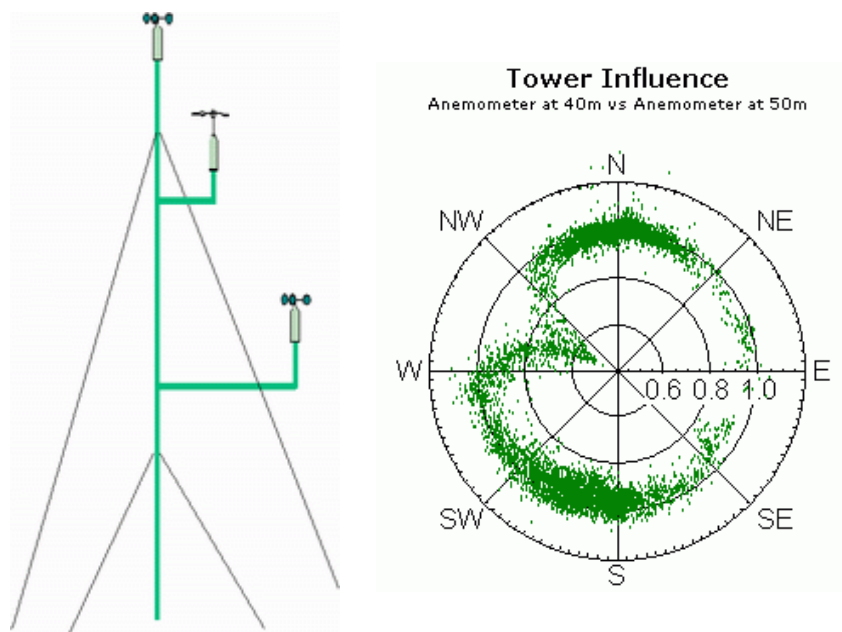 Tower Influence
Anemometer at 40m vs Anemometer at 50m
N
NW
NE
W
0.6 0.8 1.0
E
SW
SE
S